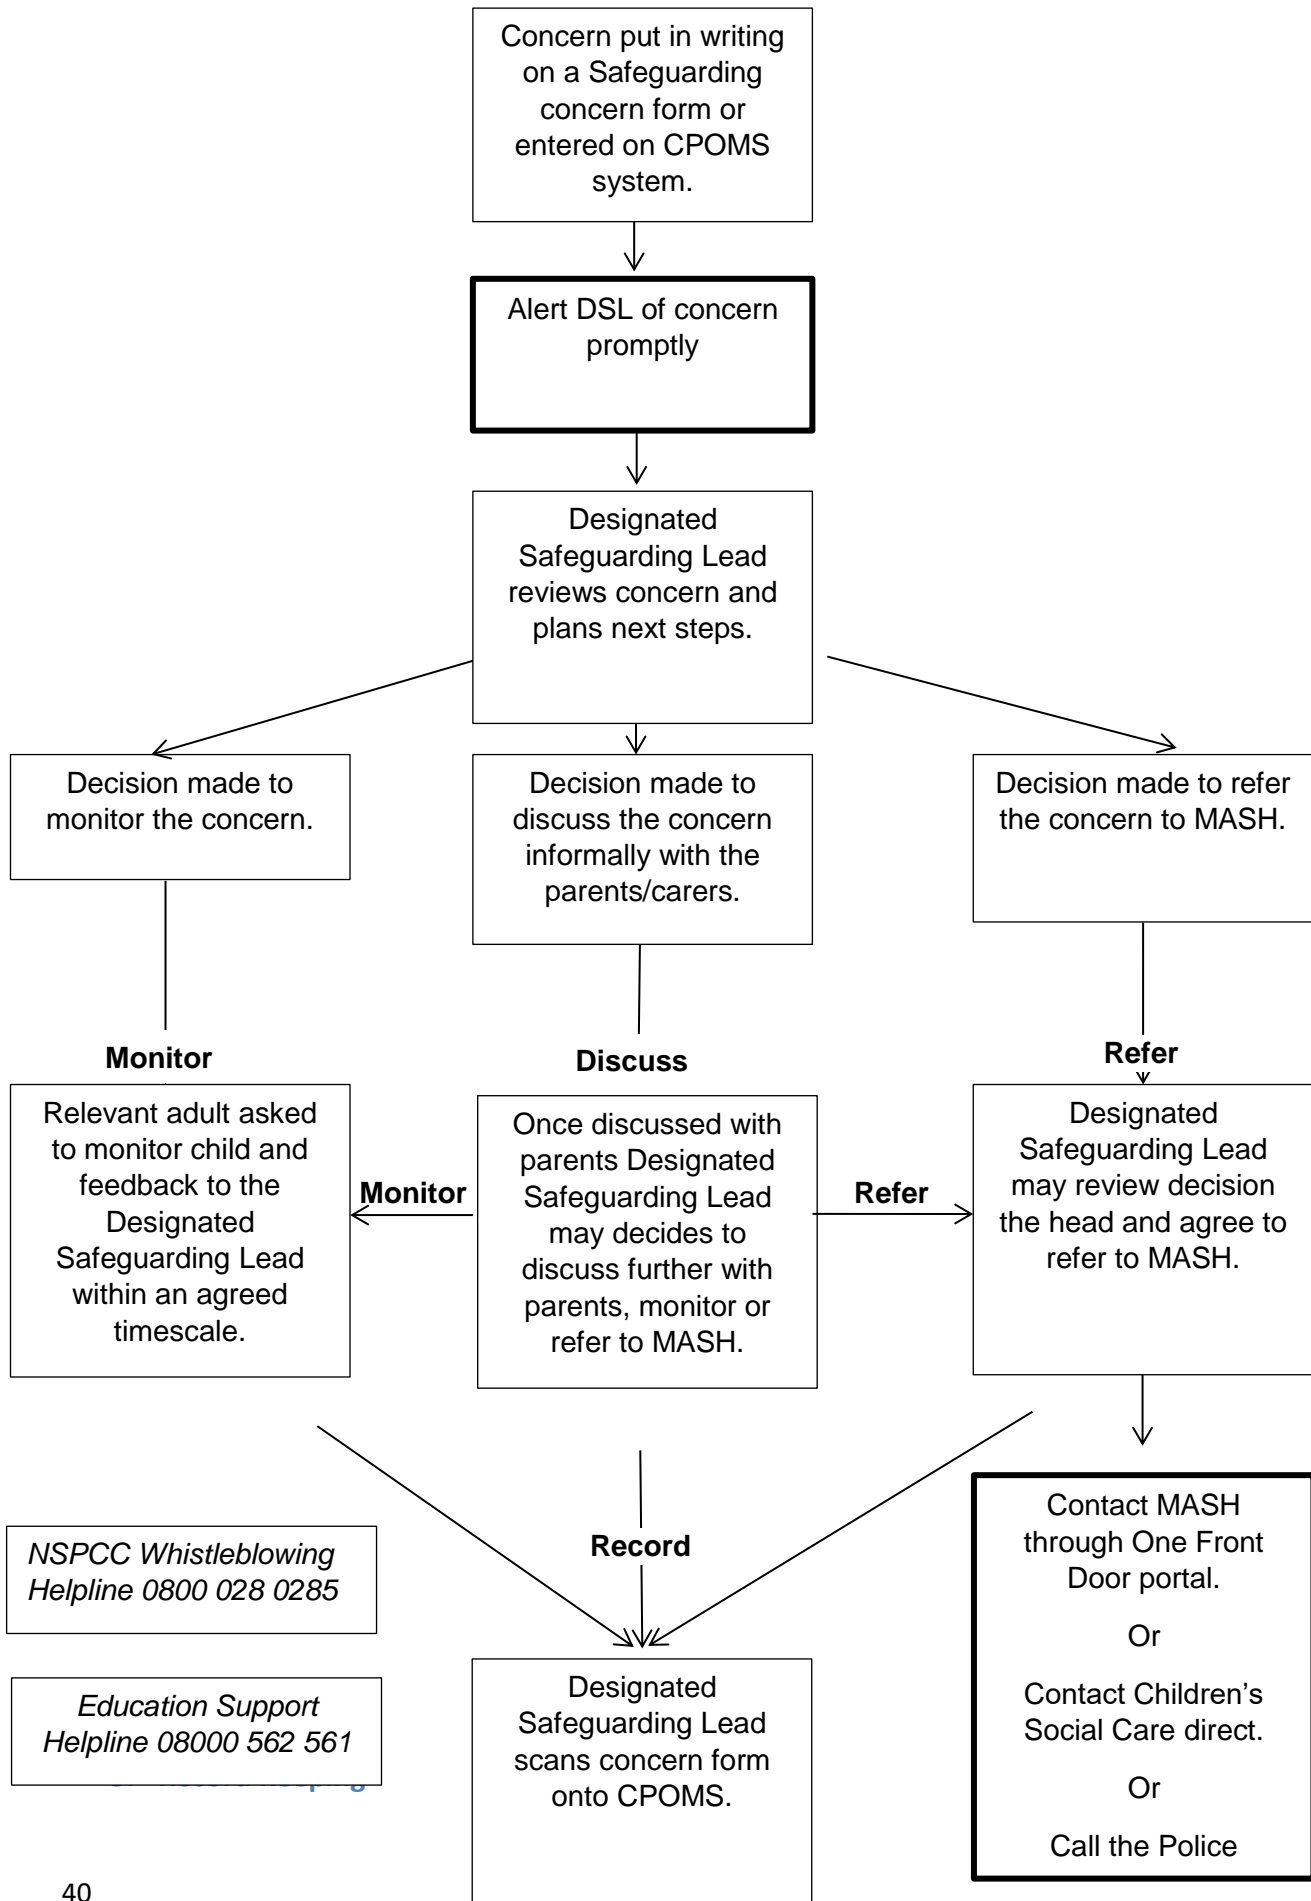 Concern put in writing
on a Safeguarding
concern form or
entered on CPOMS
system.
Alert DSL of concern
promptly
Designated
Safeguarding Lead
reviews concern and
plans next steps.
Decision made to
monitor the concern.
Decision made to
discuss the concern
informally with the
parents/carers.
Decision made to refer
the concern to MASH.
Monitor
Discuss
Refer
Relevant adult asked
to monitor child and
feedback to the
Designated
Safeguarding Lead
within an agreed
timescale.
Monitor
Once discussed with
parents Designated
Safeguarding Lead
may decides to
discuss further with
parents, monitor or
refer to MASH.
Refer
Designated
Safeguarding Lead
may review decision
the head and agree to
refer to MASH.
Record
Contact MASH
through One Front
Door portal.
Or
Contact Children’s
Social Care direct.
Or
Call the Police
NSPCC Whistleblowing
Helpline 0800 028 0285
Education Support
Helpline 08000 562 561
Designated
Safeguarding Lead
scans concern form
onto CPOMS.
40